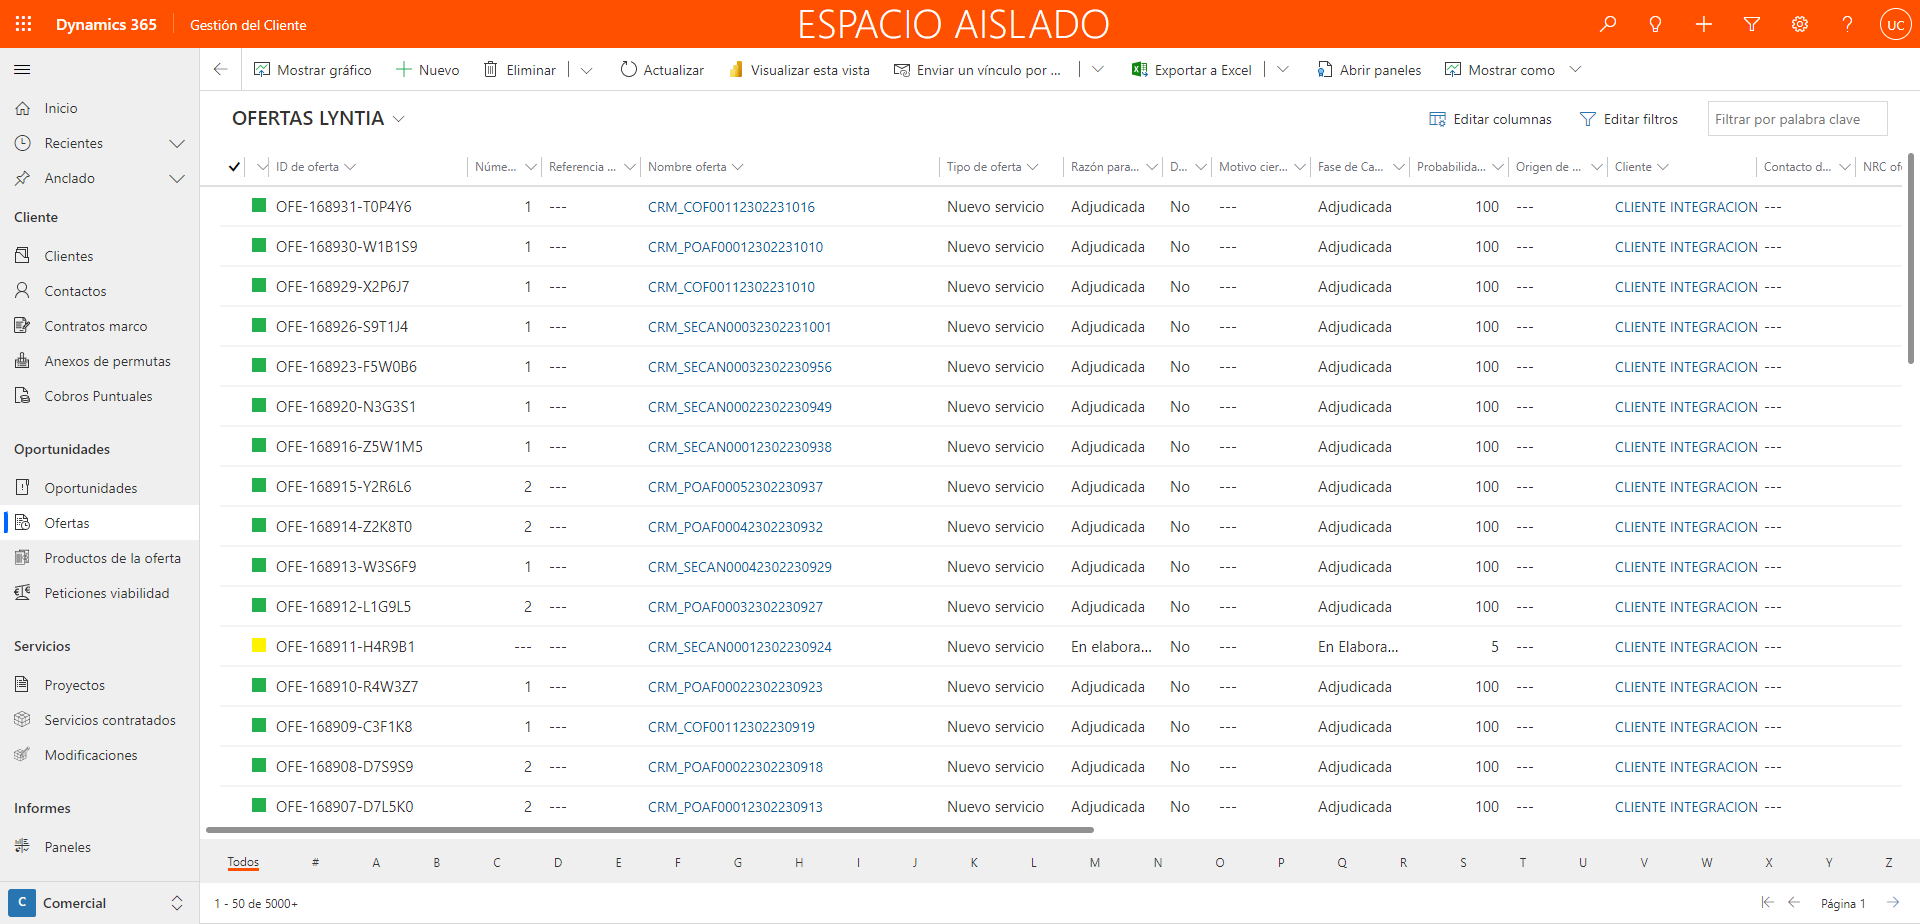 Dynamics 365 Gestión del Cliente ESPACIO AISLADO UC
Mostrar gráfico Nuevo Eliminar Actualizar Visualizar esta vista Enviar un vínculo por ... Exportar a Excel Abrir paneles Mostrar como
Inicio
Recientes
Anclado
Cliente
Clientes
Contactos
Contratos marco
Anexos de permutas
Cobros Puntuales
Oportunidades
Oportunidades
Ofertas
Productos de la oferta
Peticiones viabilidad
Servicios
Proyectos
Servicios contratados
Modificaciones
Informes
Paneles
C Comercial
OFERTAS LYNTIA Editar columnas Editar filtros Filtrar por palabra clave
ID de oferta Núme... Referencia ... Nombre oferta Tipo de oferta Razón para... D... Motivo cier... Fase de Ca... Probabilida... Origen de ... Cliente Contacto d... NRC of
OFE-168931-T0P4Y6 1 --- CRM_COF00112302231016 Nuevo servicio Adjudicada No --- Adjudicada 100 --- CLIENTE INTEGRACION ---
OFE-168930-W1B1S9 1 --- CRM_POAF00012302231010 Nuevo servicio Adjudicada No --- Adjudicada 100 --- CLIENTE INTEGRACION ---
OFE-168929-X2P6J7 1 --- CRM_COF00112302231010 Nuevo servicio Adjudicada No --- Adjudicada 100 --- CLIENTE INTEGRACION ---
OFE-168926-S9T1J4 1 --- CRM_SECAN00032302231001 Nuevo servicio Adjudicada No --- Adjudicada 100 --- CLIENTE INTEGRACION ---
OFE-168923-F5W0B6 1 --- CRM_SECAN00032302230956 Nuevo servicio Adjudicada No --- Adjudicada 100 --- CLIENTE INTEGRACION ---
OFE-168920-N3G3S1 1 --- CRM_SECAN00022302230949 Nuevo servicio Adjudicada No --- Adjudicada 100 --- CLIENTE INTEGRACION ---
OFE-168916-Z5W1M5 1 --- CRM_SECAN00012302230938 Nuevo servicio Adjudicada No --- Adjudicada 100 --- CLIENTE INTEGRACION ---
OFE-168915-Y2R6L6 2 --- CRM_POAF00052302230937 Nuevo servicio Adjudicada No --- Adjudicada 100 --- CLIENTE INTEGRACION ---
OFE-168914-Z2K8T0 2 --- CRM_POAF00042302230932 Nuevo servicio Adjudicada No --- Adjudicada 100 --- CLIENTE INTEGRACION ---
OFE-168913-W3S6F9 1 --- CRM_SECAN00042302230929 Nuevo servicio Adjudicada No --- Adjudicada 100 --- CLIENTE INTEGRACION ---
OFE-168912-L1G9L5 2 --- CRM_POAF00032302230927 Nuevo servicio Adjudicada No --- Adjudicada 100 --- CLIENTE INTEGRACION ---
OFE-168911-H4R9B1 --- --- CRM_SECAN00012302230924 Nuevo servicio En elabora... No --- En Elabora... 5 --- CLIENTE INTEGRACION ---
OFE-168910-R4W3Z7 1 --- CRM_POAF00022302230923 Nuevo servicio Adjudicada No --- Adjudicada 100 --- CLIENTE INTEGRACION ---
OFE-168909-C3F1K8 1 --- CRM_COF00112302230919 Nuevo servicio Adjudicada No --- Adjudicada 100 --- CLIENTE INTEGRACION ---
OFE-168908-D7S9S9 2 --- CRM_POAF00022302230918 Nuevo servicio Adjudicada No --- Adjudicada 100 --- CLIENTE INTEGRACION ---
OFE-168907-D7L5K0 2 --- CRM_POAF00012302230913 Nuevo servicio Adjudicada No --- Adjudicada 100 --- CLIENTE INTEGRACION ---
Todos # A B C D E F G H I J K L M N O P Q R S T U V W X Y Z
1 - 50 de 5000+ Página 1